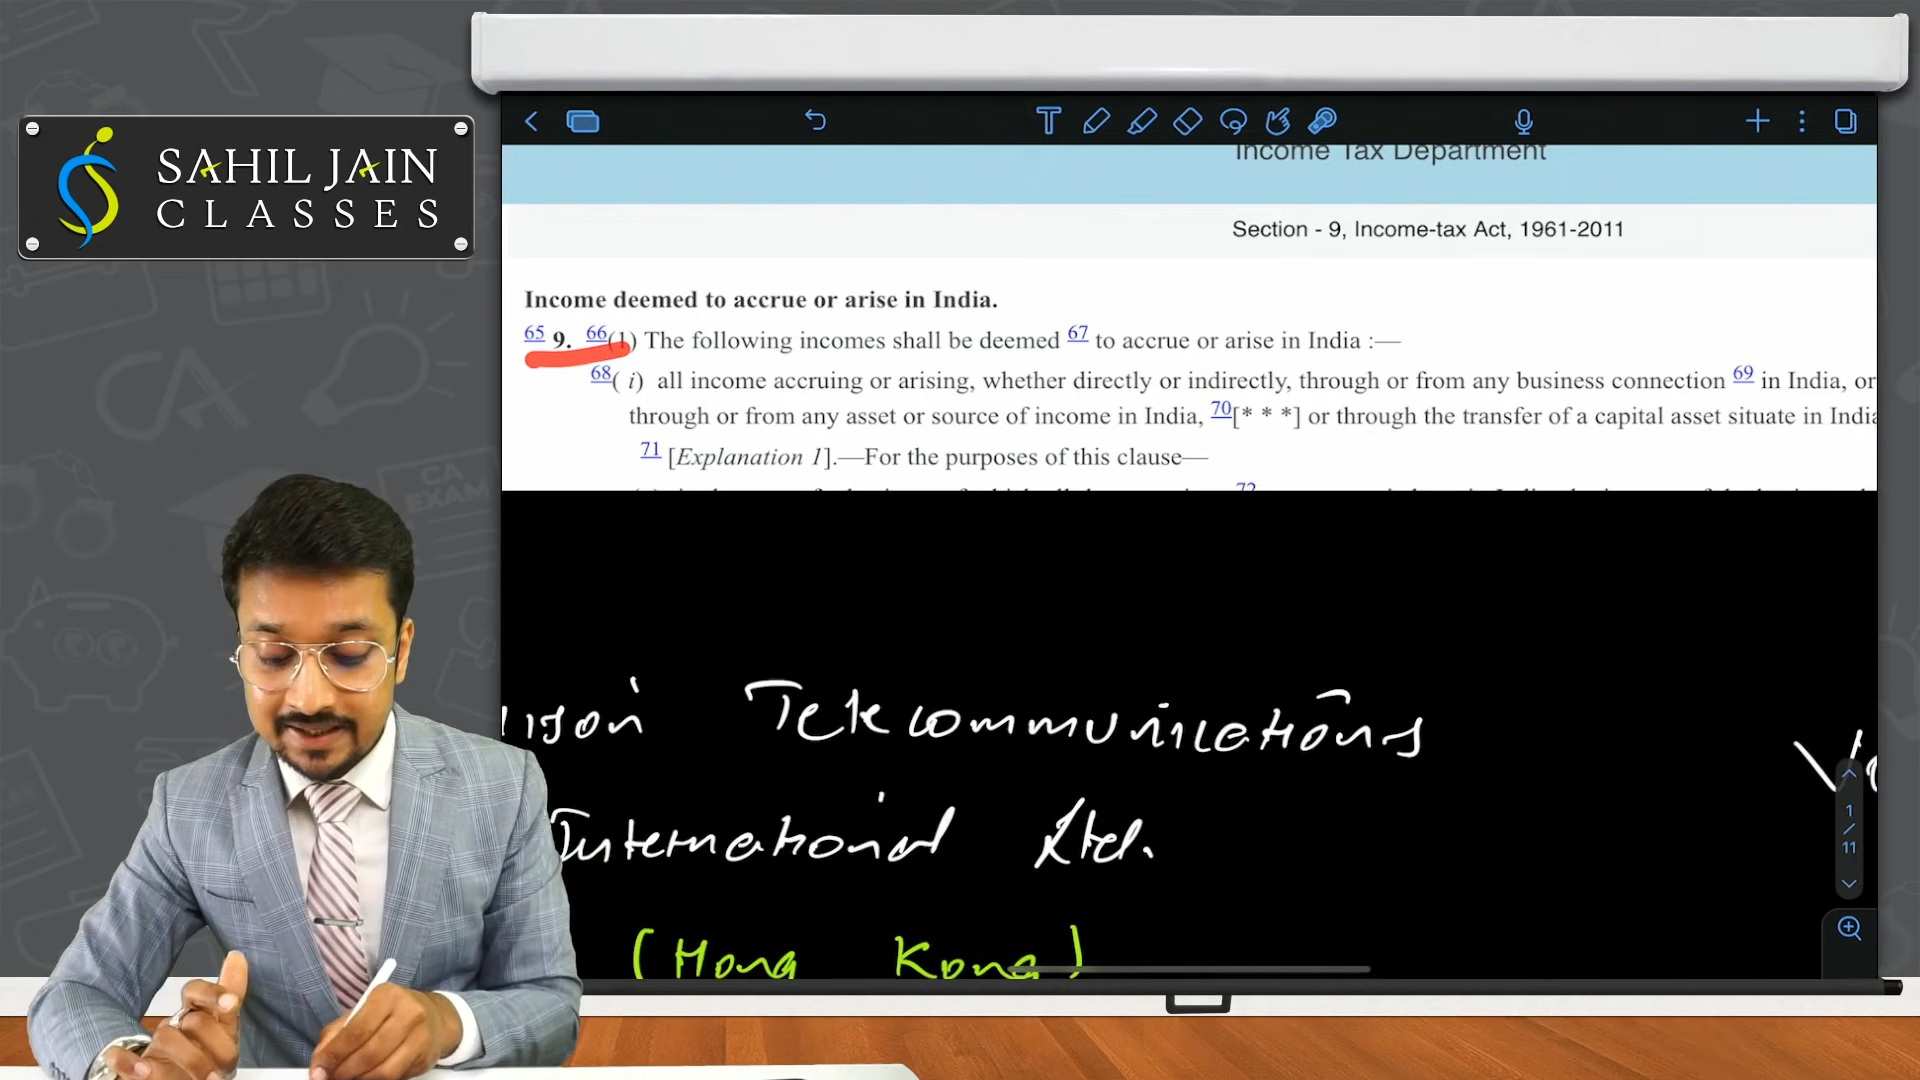 SAHIL JAIN
CLASSES
CA
EXAM
Income Tax Department
Section - 9, Income-tax Act, 1961-2011
Income deemed to accrue or arise in India.
65 9. 66(1) The following incomes shall be deemed 67 to accrue or arise in India :—
68( i) all income accruing or arising, whether directly or indirectly, through or from any business connection 69 in India, or
through or from any asset or source of income in India, 70[* * *] or through the transfer of a capital asset situate in India
71 [Explanation 1].—For the purposes of this clause—
72
Telecommunications
International Ltd.
(Hong Kong)
1
/
11